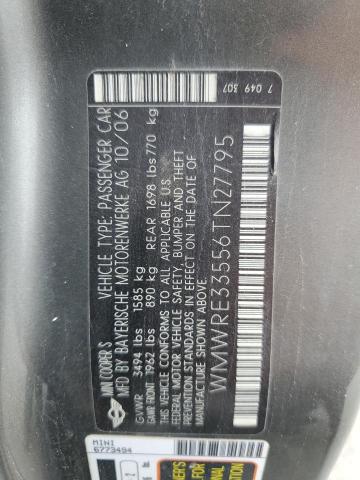 MINI COOPER S VEHICLE TYPE: PASSENGER CAR
MFD BY BAYERISCHE MOTORENWERKE AG 10/06
GVWR 3494 lbs 1585 kg
GAWR FRONT 1962 lbs 890 kg REAR 1698 lbs 770 kg
THIS VEHICLE CONFORMS TO ALL APPLICABLE
FEDERAL MOTOR VEHICLE SAFETY, BUMPER AND THEFT
PREVENTION STANDARDS IN EFFECT ON THE DATE OF
MANUFACTURE SHOWN ABOVE.
WMWRE33556TN27795
7 049 307
MINI
6773494